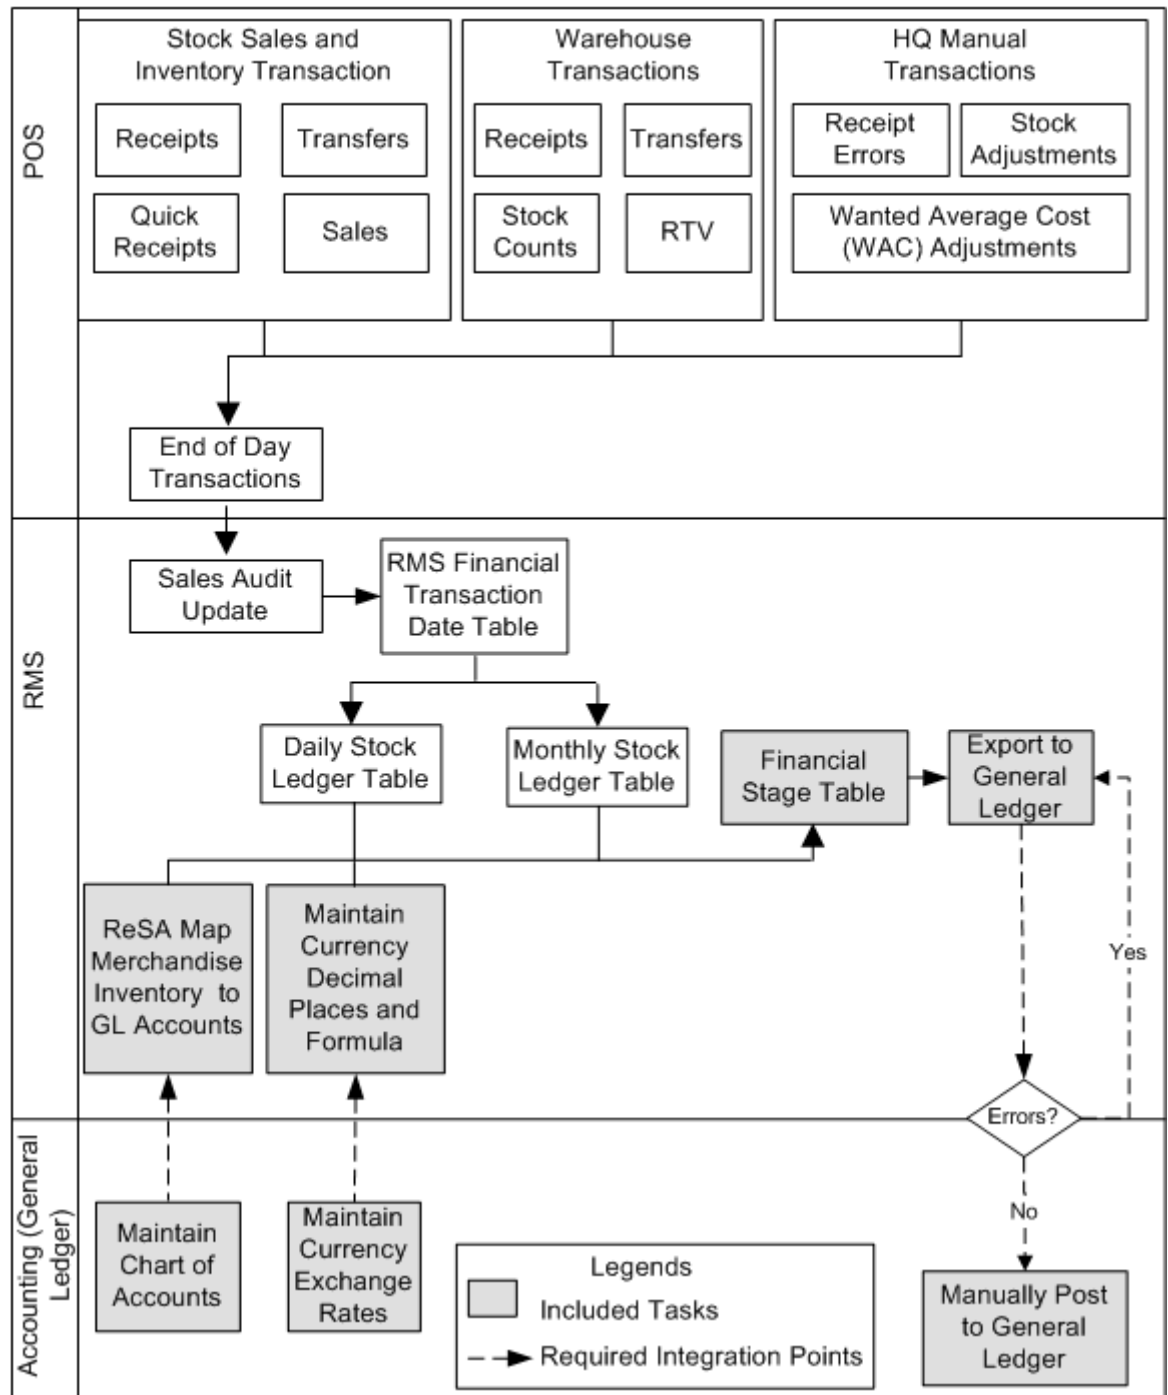 POS
Stock Sales and
Inventory Transaction
Receipts
Transfers
Quick
Receipts
Sales
Warehouse
Transactions
Receipts
Transfers
Stock
Counts
RTV
HQ Manual
Transactions
Receipt
Errors
Stock
Adjustments
Wanted Average Cost
(WAC) Adjustments
End of Day
Transactions
RMS
Sales Audit
Update
RMS Financial
Transaction
Date Table
Daily Stock
Ledger Table
Monthly Stock
Ledger Table
Financial
Stage Table
Export to
General
Ledger
ReSA Map
Merchandise
Inventory to
GL Accounts
Maintain
Currency
Decimal
Places and
Formula
Yes
Errors?
No
Accounting (General
Ledger)
Maintain
Chart of
Accounts
Maintain
Currency
Exchange
Rates
Legends
Included Tasks
Required Integration Points
Manually Post
to General
Ledger